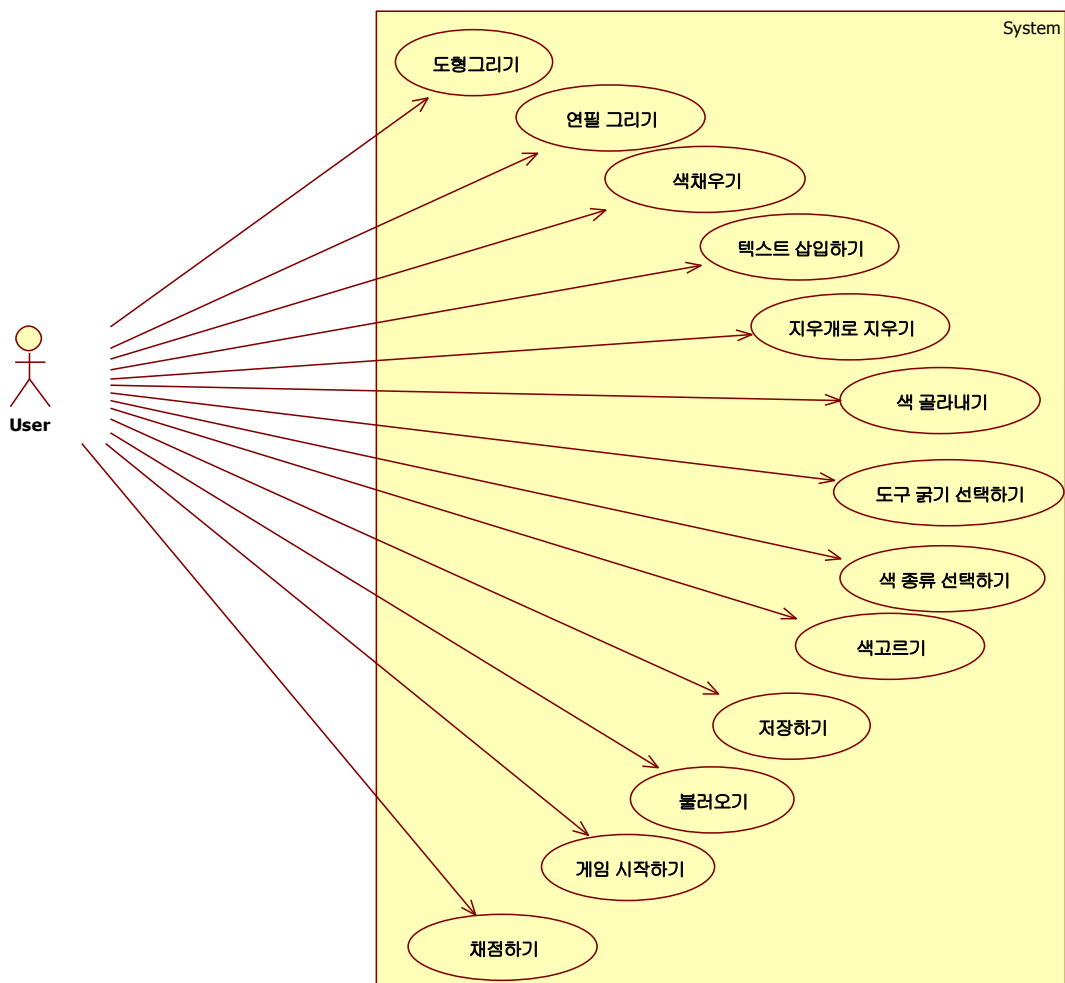 System
도형그리기
연필 그리기
색채우기
텍스트 삽입하기
지우개로 지우기
색 골라내기
User
도구 굵기 선택하기
색 종류 선택하기
색고르기
저장하기
불러오기
게임 시작하기
채점하기